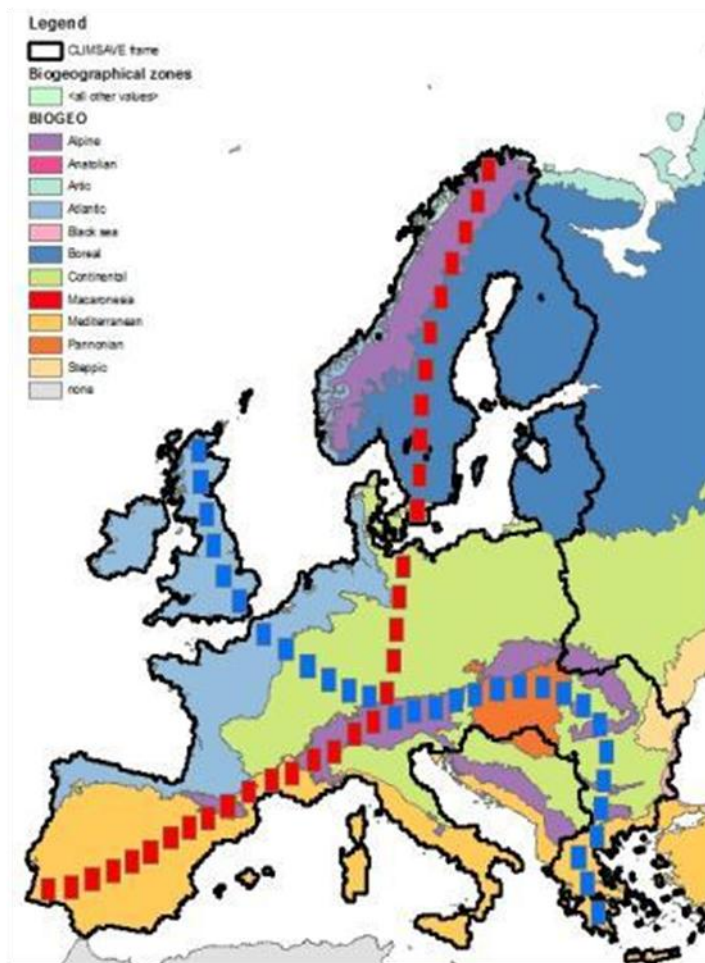 Legend
CLIMSAVE frame
Biogeographical zones
<all other values>
BIOGEO
Alpine
Anatolian
Artic
Atlantic
Black sea
Boreal
Continental
Macaronesia
Mediterranean
Pannonian
Steppic
none